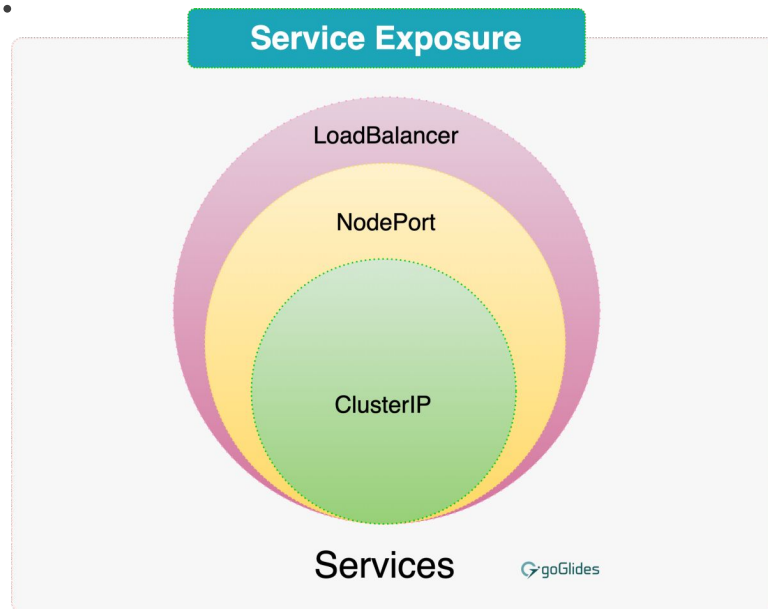 Service Exposure
LoadBalancer
NodePort
ClusterIP
Services
goGlides